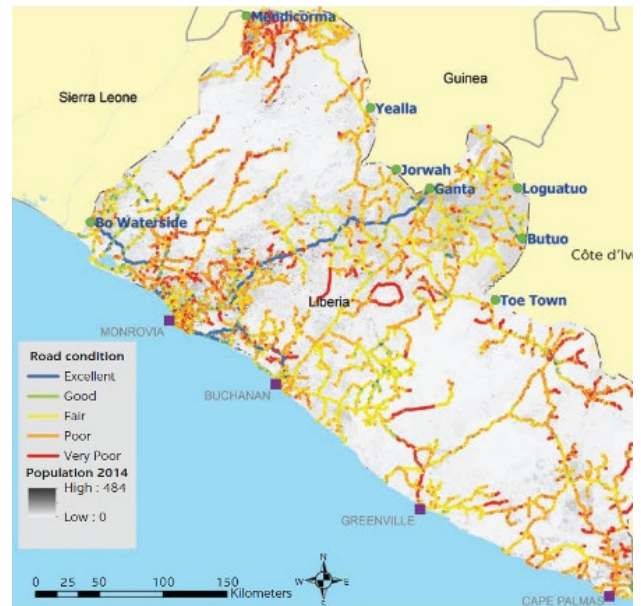 Mendicorma
Sierra Leone
Guinea
Yealla
Jorwah
Ganta
Loguatuo
Bo Waterside
Butuo
Côte d'Iv
Liberia
Toe Town
MONROVIA
BUCHANAN
GREENVILLE
CAPE PALMAS
Road condition
Excellent
Good
Fair
Poor
Very Poor
Population 2014
High : 484
Low : 0
N
W E
S
0 25 50 100 150
Kilometers